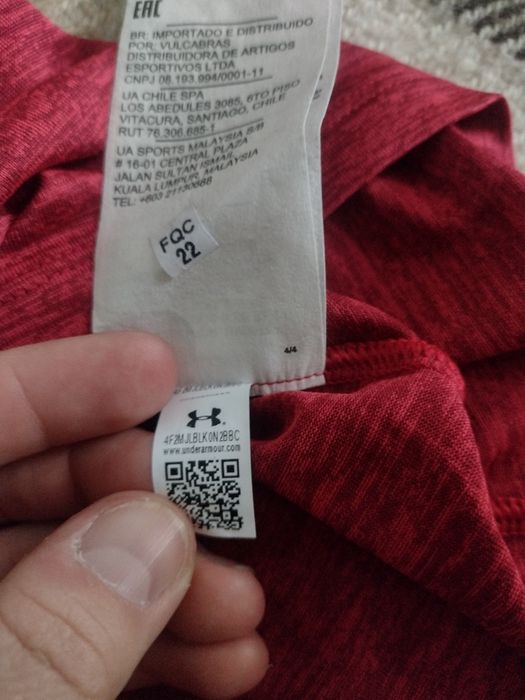 EAC
BR: IMPORTADO E DISTRIBUIDO
POR: VULCABRAS
DISTRIBUIDORA DE ARTIGOS
ESPORTIVOS LTDA
CNPJ 08.193.994/0001-11
UA CHILE SPA
LOS ABEDULES 3085, 6TO PISO
VITACURA, SANTIAGO, CHILE
RUT 76.306.685-1
UA SPORTS MALAYSIA S/B
# 16-01 CENTRAL PLAZA
JALAN SULTAN ISMAIL
KUALA LUMPUR, MALAYSIA
TEL: +603 21130888
FQC
22
4/4
4F2MJLBLK0N2BBC
www.underarmour.com